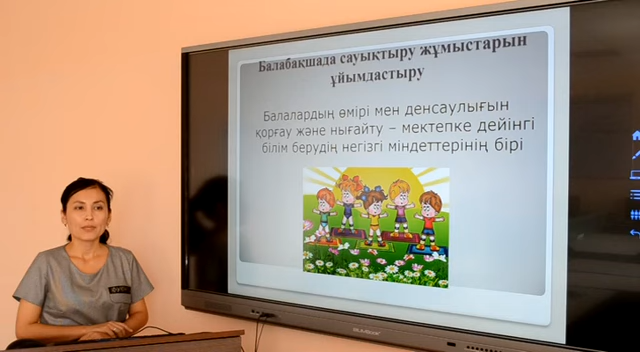 Балабақшада сауықтыру жұмыстарын
ұйымдастыру
Балалардың өмірі мен денсаулығын
қорғау және нығайту – мектепке дейінгі
білім берудің негізгі міндеттерінің бірі